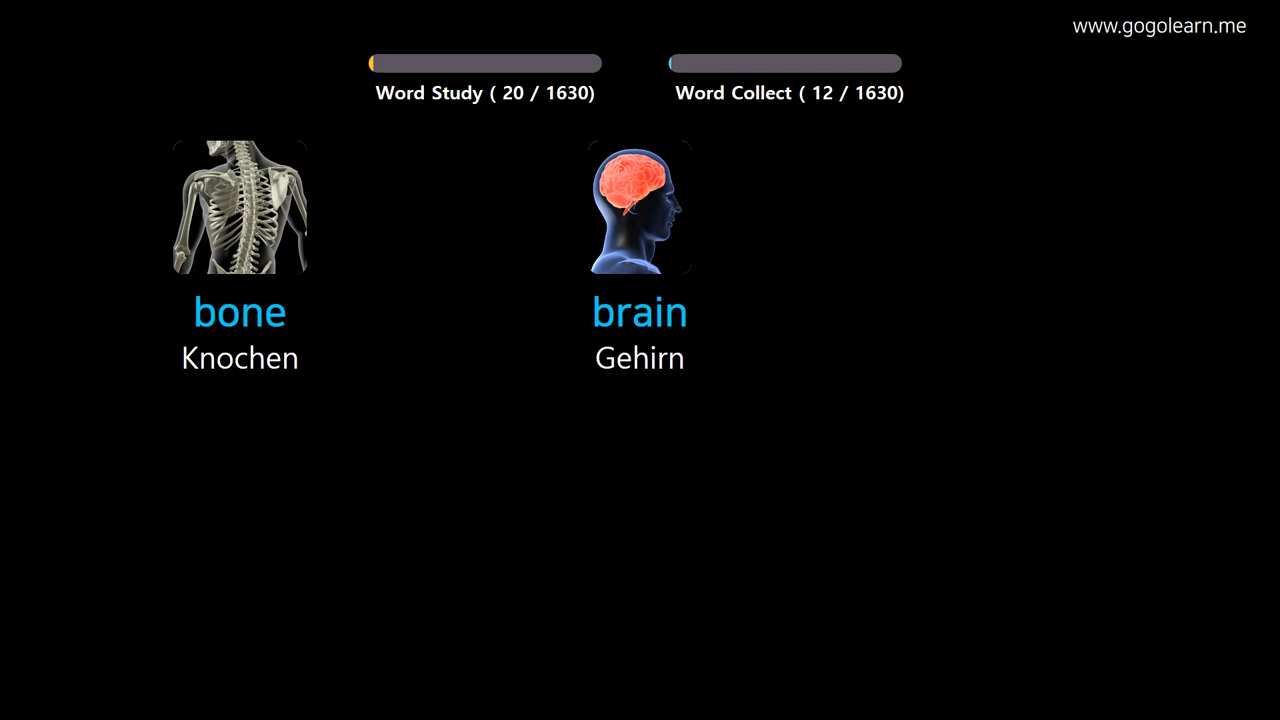 www.gogolearn.me
Word Study ( 20 / 1630)
Word Collect ( 12 / 1630)
bone
Knochen
brain
Gehirn